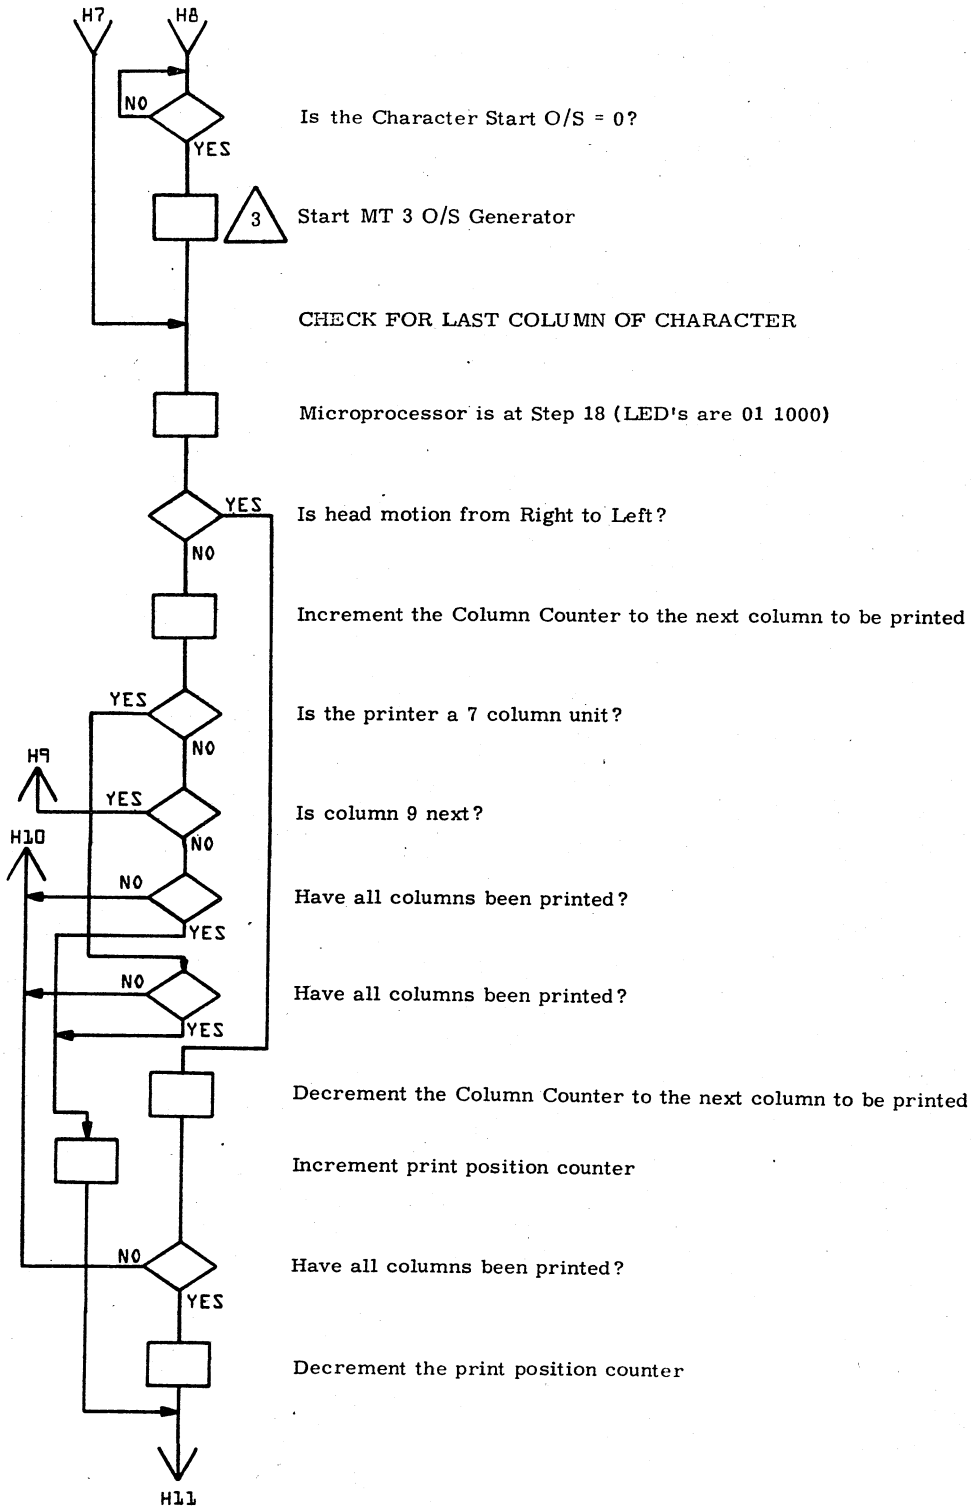 H7
H8
NO
Is the Character Start O/S = 0?
YES
3
Start MT 3 O/S Generator
CHECK FOR LAST COLUMN OF CHARACTER
Microprocessor is at Step 18 (LED's are 01 1000)
YES
Is head motion from Right to Left?
NO
Increment the Column Counter to the next column to be printed
YES
Is the printer a 7 column unit?
NO
H9
YES
Is column 9 next?
H10
NO
NO
Have all columns been printed?
YES
NO
Have all columns been printed?
YES
Decrement the Column Counter to the next column to be printed
Increment print position counter
NO
Have all columns been printed?
YES
Decrement the print position counter
H11